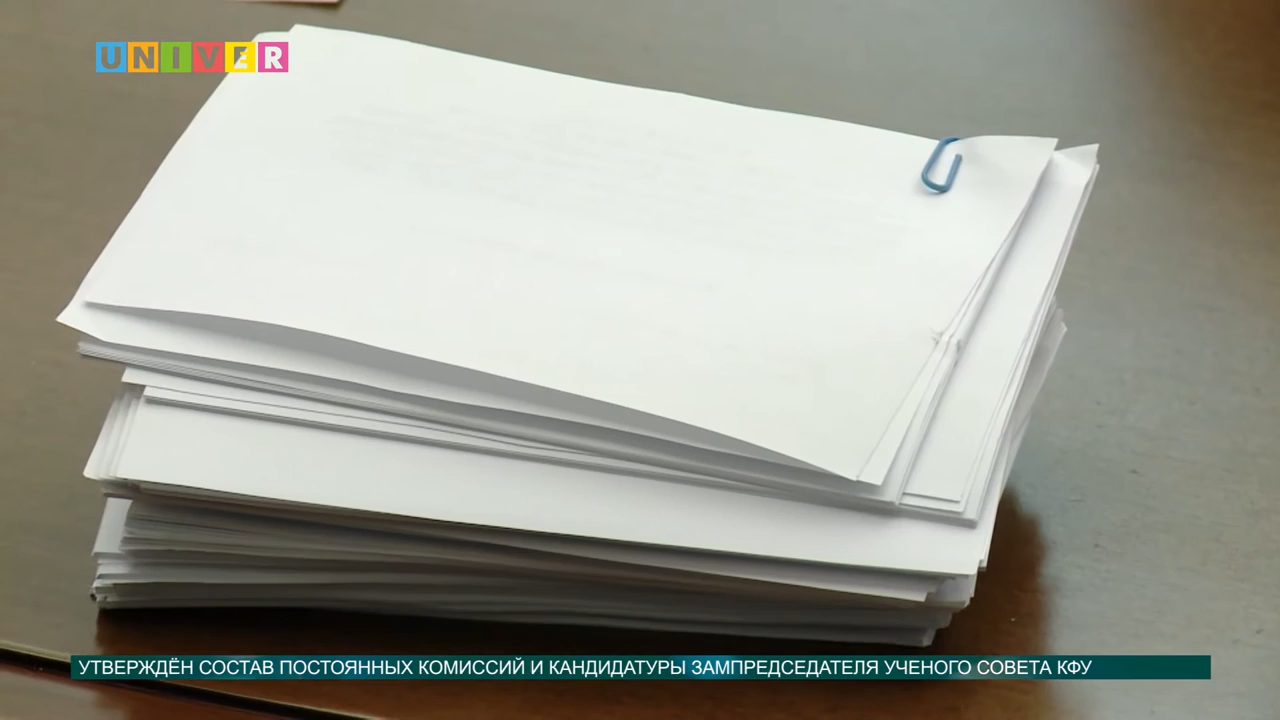 UNIVER
УТВЕРЖДЁН СОСТАВ ПОСТОЯННЫХ КОМИССИЙ И КАНДИДАТУРЫ ЗАМПРЕДСЕДАТЕЛЯ УЧЕНОГО СОВЕТА КФУ